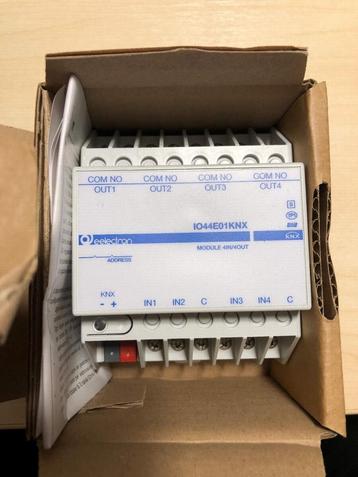 COM NO COM NO COM NO COM NO
OUT1 OUT2 OUT3 OUT4
IO44E01KNX
eelectron
MODULE 4IN/4OUT
KNX
ADDRESS
KNX
- +
IN1 IN2 C IN3 IN4 C